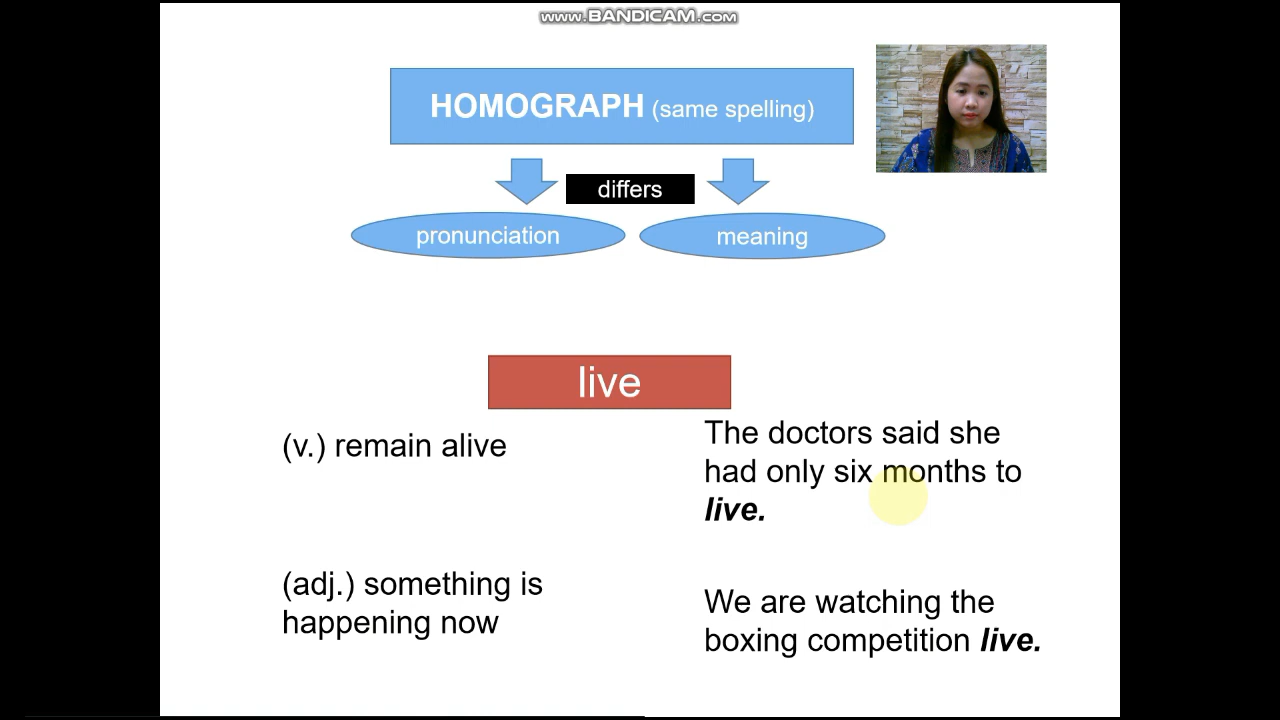 www.BANDICAM.com
HOMOGRAPH (same spelling)
differs
pronunciation
meaning
live
(v.) remain alive
The doctors said she
had only six months to
live.
(adj.) something is
happening now
We are watching the
boxing competition live.